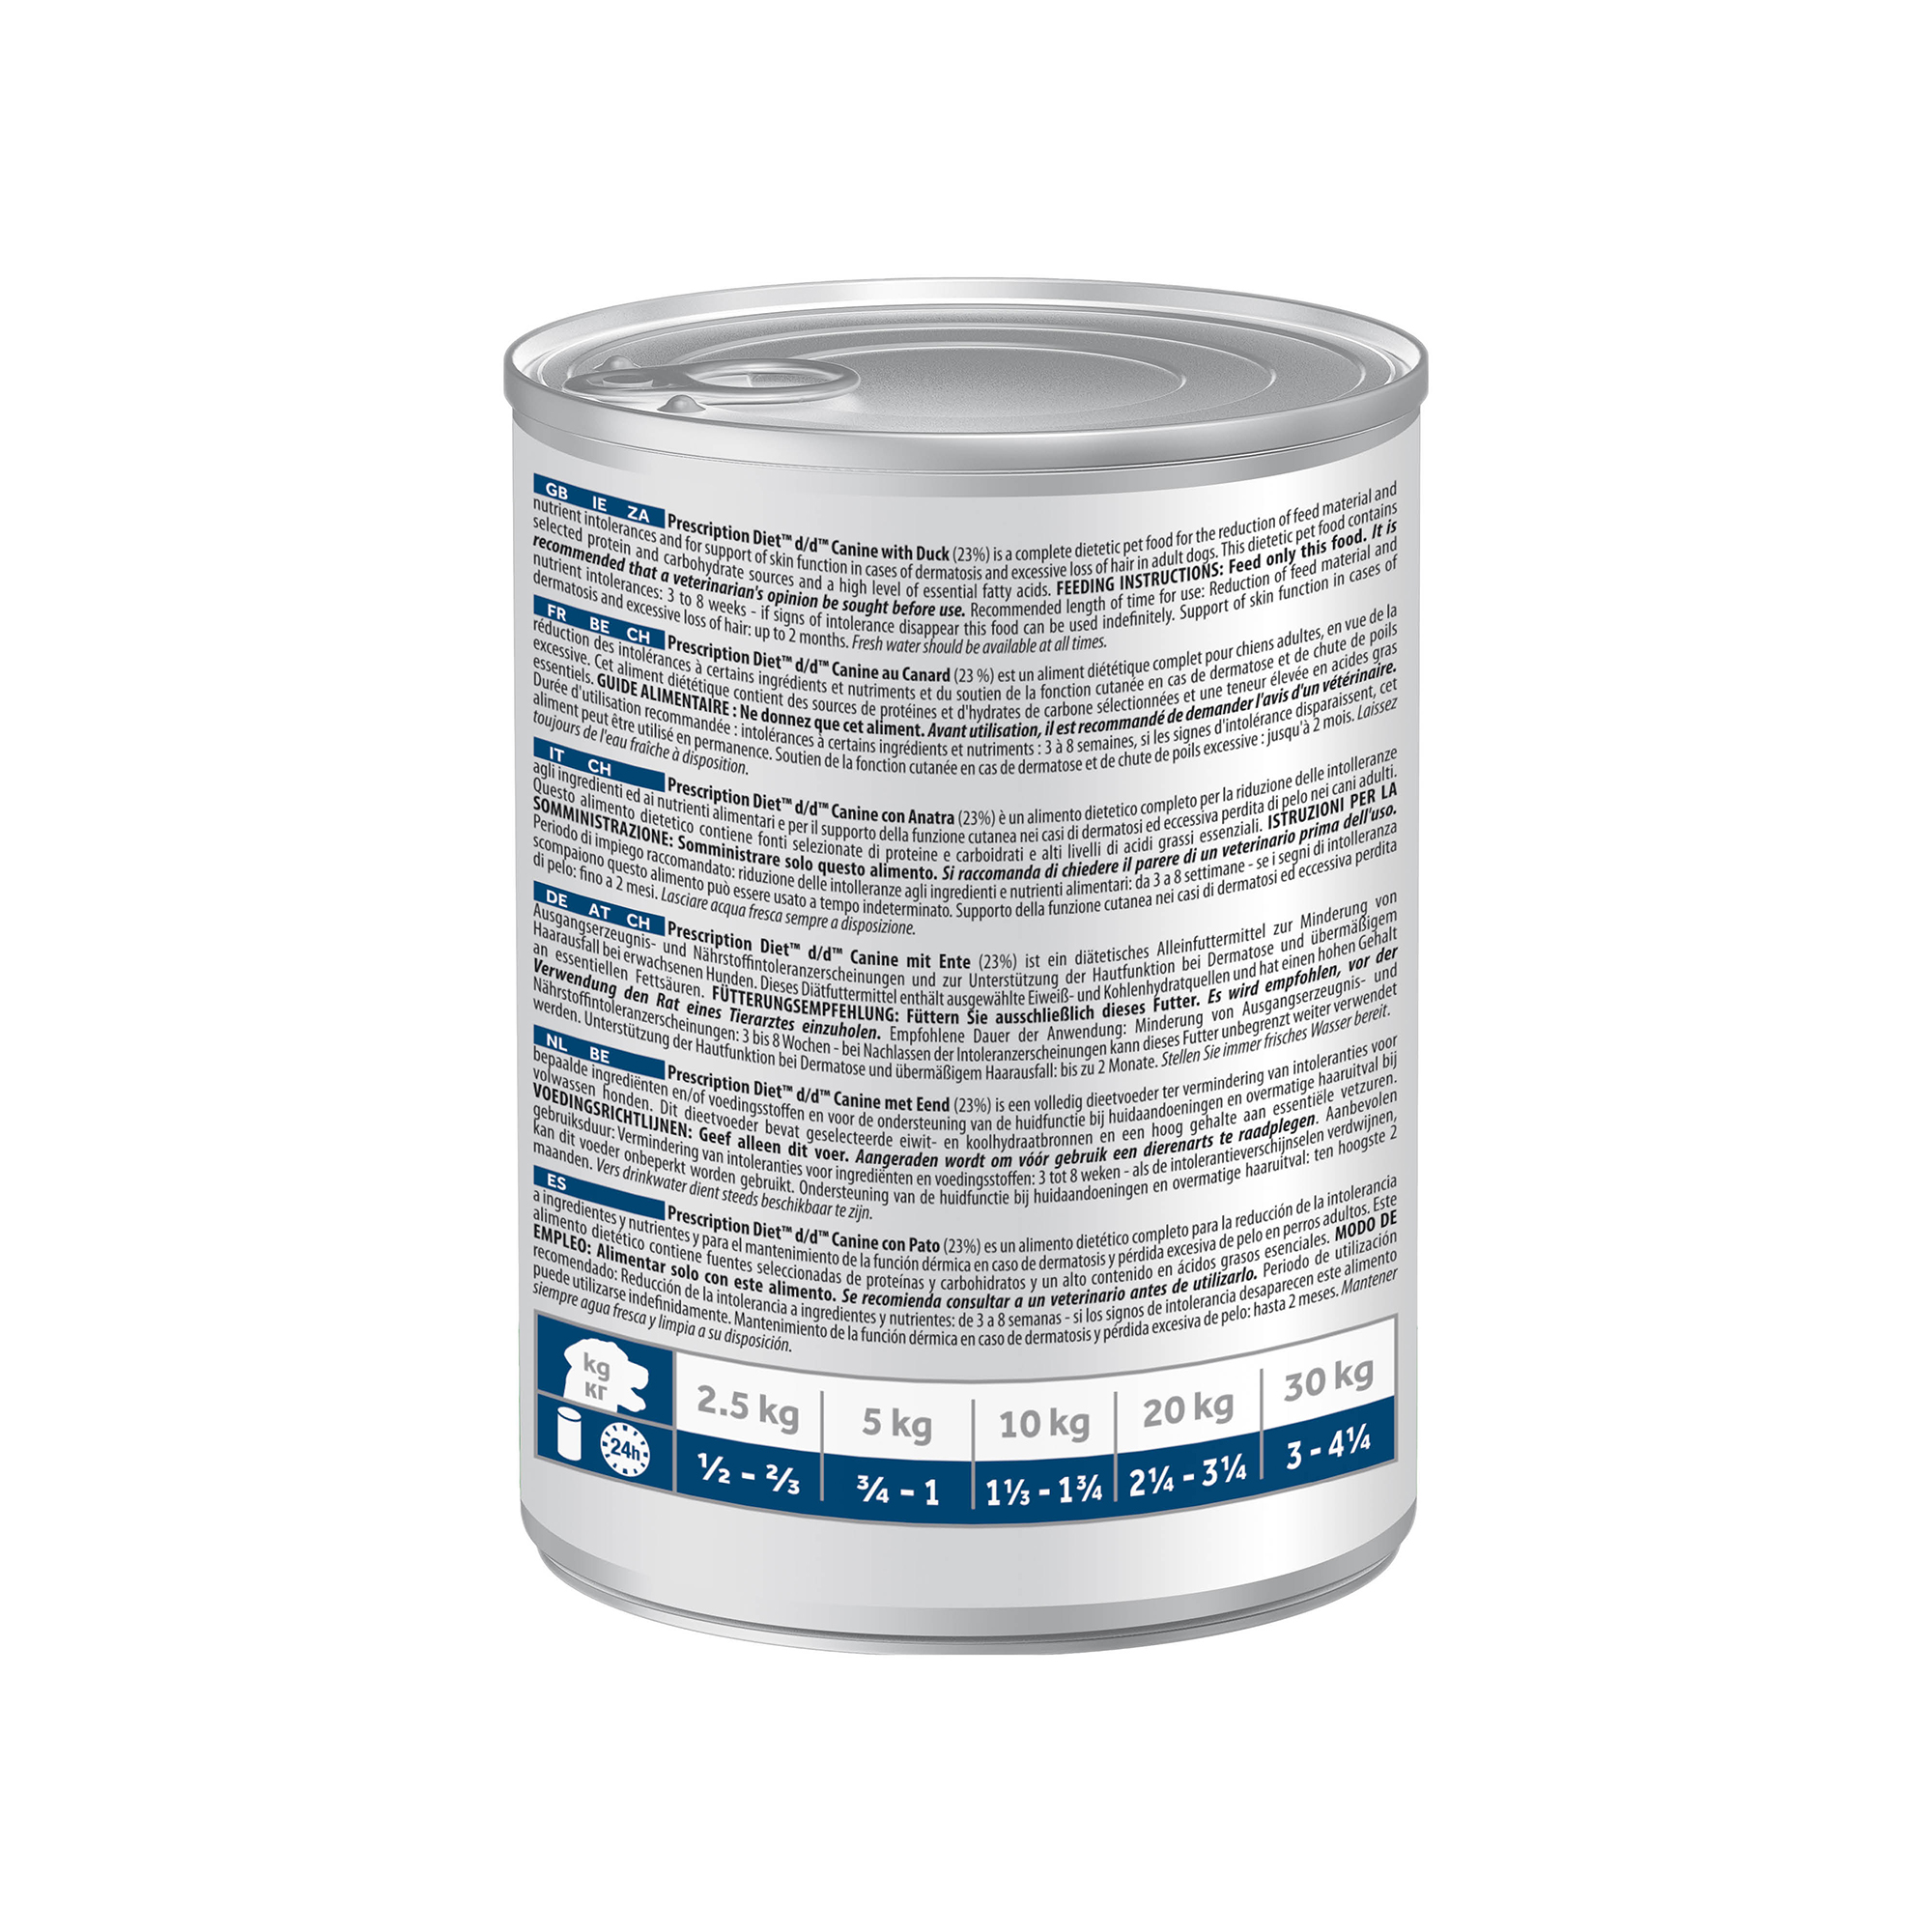 GB IE ZA Prescription Diet™ d/d™ Canine with Duck (23%) is a complete dietetic pet food for the reduction of feed material and
nutrient intolerances and for support of skin function in cases of dermatosis and excessive loss of hair in adult dogs. This dietetic pet food contains
selected protein and carbohydrate sources and a high level of essential fatty acids. FEEDING INSTRUCTIONS: Feed only this food. It is
recommended that a veterinarian's opinion be sought before use. Recommended length of time for use: Reduction of feed material and
nutrient intolerances: 3 to 8 weeks - if signs of intolerance disappear this food can be used indefinitely. Support of skin function in cases of
dermatosis and excessive loss of hair: up to 2 months. Fresh water should be available at all times.
FR BE CH Prescription Diet™ d/d™ Canine au Canard (23 %) est un aliment diététique complet pour chiens adultes, en vue de la
réduction des intolérances à certains ingrédients et nutriments et du soutien de la fonction cutanée en cas de dermatose et de chute de poils
excessive. Cet aliment diététique contient des sources de protéines et d'hydrates de carbone sélectionnées et une teneur élevée en acides gras
essentiels. GUIDE ALIMENTAIRE : Ne donnez que cet aliment. Avant utilisation, il est recommandé de demander l'avis d'un vétérinaire.
Durée d'utilisation recommandée : intolérances à certains ingrédients et nutriments : 3 à 8 semaines, si les signes d'intolérance disparaissent, cet
aliment peut être utilisé en permanence. Soutien de la fonction cutanée en cas de dermatose et de chute de poils excessive : jusqu'à 2 mois. Laissez
toujours de l'eau fraîche à disposition.
IT CH Prescription Diet™ d/d™ Canine con Anatra (23%) è un alimento dietetico completo per la riduzione delle intolleranze
agli ingredienti ed ai nutrienti alimentari e per il supporto della funzione cutanea nei casi di dermatosi ed eccessiva perdita di pelo nei cani adulti.
Questo alimento dietetico contiene fonti selezionate di proteine e carboidrati e alti livelli di acidi grassi essenziali. ISTRUZIONI PER LA
SOMMINISTRAZIONE: Somministrare solo questo alimento. Si raccomanda di chiedere il parere di un veterinario prima dell'uso.
Periodo di impiego raccomandato: riduzione delle intolleranze agli ingredienti e nutrienti alimentari: da 3 a 8 settimane - se i segni di intolleranza
scompaiono questo alimento può essere usato a tempo indeterminato. Supporto della funzione cutanea nei casi di dermatosi ed eccessiva perdita
di pelo: fino a 2 mesi. Lasciare acqua fresca sempre a disposizione.
DE AT CH Prescription Diet™ d/d™ Canine mit Ente (23%) ist ein diätetisches Alleinfuttermittel zur Minderung von
Ausgangserzeugnis- und Nährstoffintoleranzerscheinungen und zur Unterstützung der Hautfunktion bei Dermatose und übermäßigem
Haarausfall bei erwachsenen Hunden. Dieses Diätfuttermittel enthält ausgewählte Eiweiß- und Kohlenhydratquellen und hat einen hohen Gehalt
an essentiellen Fettsäuren. FÜTTERUNGSEMPFEHLUNG: Füttern Sie ausschließlich dieses Futter. Es wird empfohlen, vor der
Verwendung den Rat eines Tierarztes einzuholen. Empfohlene Dauer der Anwendung: Minderung von Ausgangserzeugnis- und
Nährstoffintoleranzerscheinungen: 3 bis 8 Wochen - bei Nachlassen der Intoleranzerscheinungen kann dieses Futter unbegrenzt weiter verwendet
werden. Unterstützung der Hautfunktion bei Dermatose und übermäßigem Haarausfall: bis zu 2 Monate. Stellen Sie immer frisches Wasser bereit.
NL BE Prescription Diet™ d/d™ Canine met Eend (23%) is een volledig dieetvoeder ter vermindering van intoleranties voor
bepaalde ingrediënten en/of voedingsstoffen en voor de ondersteuning van de huidfunctie bij huidaandoeningen en overmatige haaruitval bij
volwassen honden. Dit dieetvoeder bevat geselecteerde eiwit- en koolhydraatbronnen en een hoog gehalte aan essentiële vetzuren.
VOEDINGSRICHTLIJNEN: Geef alleen dit voer. Aangeraden wordt om vóór gebruik een dierenarts te raadplegen. Aanbevolen
gebruiksduur: Vermindering van intoleranties voor ingrediënten en voedingsstoffen: 3 tot 8 weken - als de intolerantieverschijnselen verdwijnen,
kan dit voeder onbeperkt worden gebruikt. Ondersteuning van de huidfunctie bij huidaandoeningen en overmatige haaruitval: ten hoogste 2
maanden. Vers drinkwater dient steeds beschikbaar te zijn.
ES Prescription Diet™ d/d™ Canine con Pato (23%) es un alimento dietético completo para la reducción de la intolerancia
a ingredientes y nutrientes y para el mantenimiento de la función dérmica en caso de dermatosis y pérdida excesiva de pelo en perros adultos. Este
alimento dietético contiene fuentes seleccionadas de proteínas y carbohidratos y un alto contenido en ácidos grasos esenciales. MODO DE
EMPLEO: Alimentar solo con este alimento. Se recomienda consultar a un veterinario antes de utilizarlo. Periodo de utilización
recomendado: Reducción de la intolerancia a ingredientes y nutrientes: de 3 a 8 semanas - si los signos de intolerancia desaparecen este alimento
puede utilizarse indefinidamente. Mantenimiento de la función dérmica en caso de dermatosis y pérdida excesiva de pelo: hasta 2 meses. Mantener
siempre agua fresca y limpia a su disposición.
kg
кг
2.5 kg 5 kg 10 kg 20 kg 30 kg
24h ½ - ⅔ ¾ - 1 1⅓ - 1¾ 2¼ - 3¼ 3 - 4¼